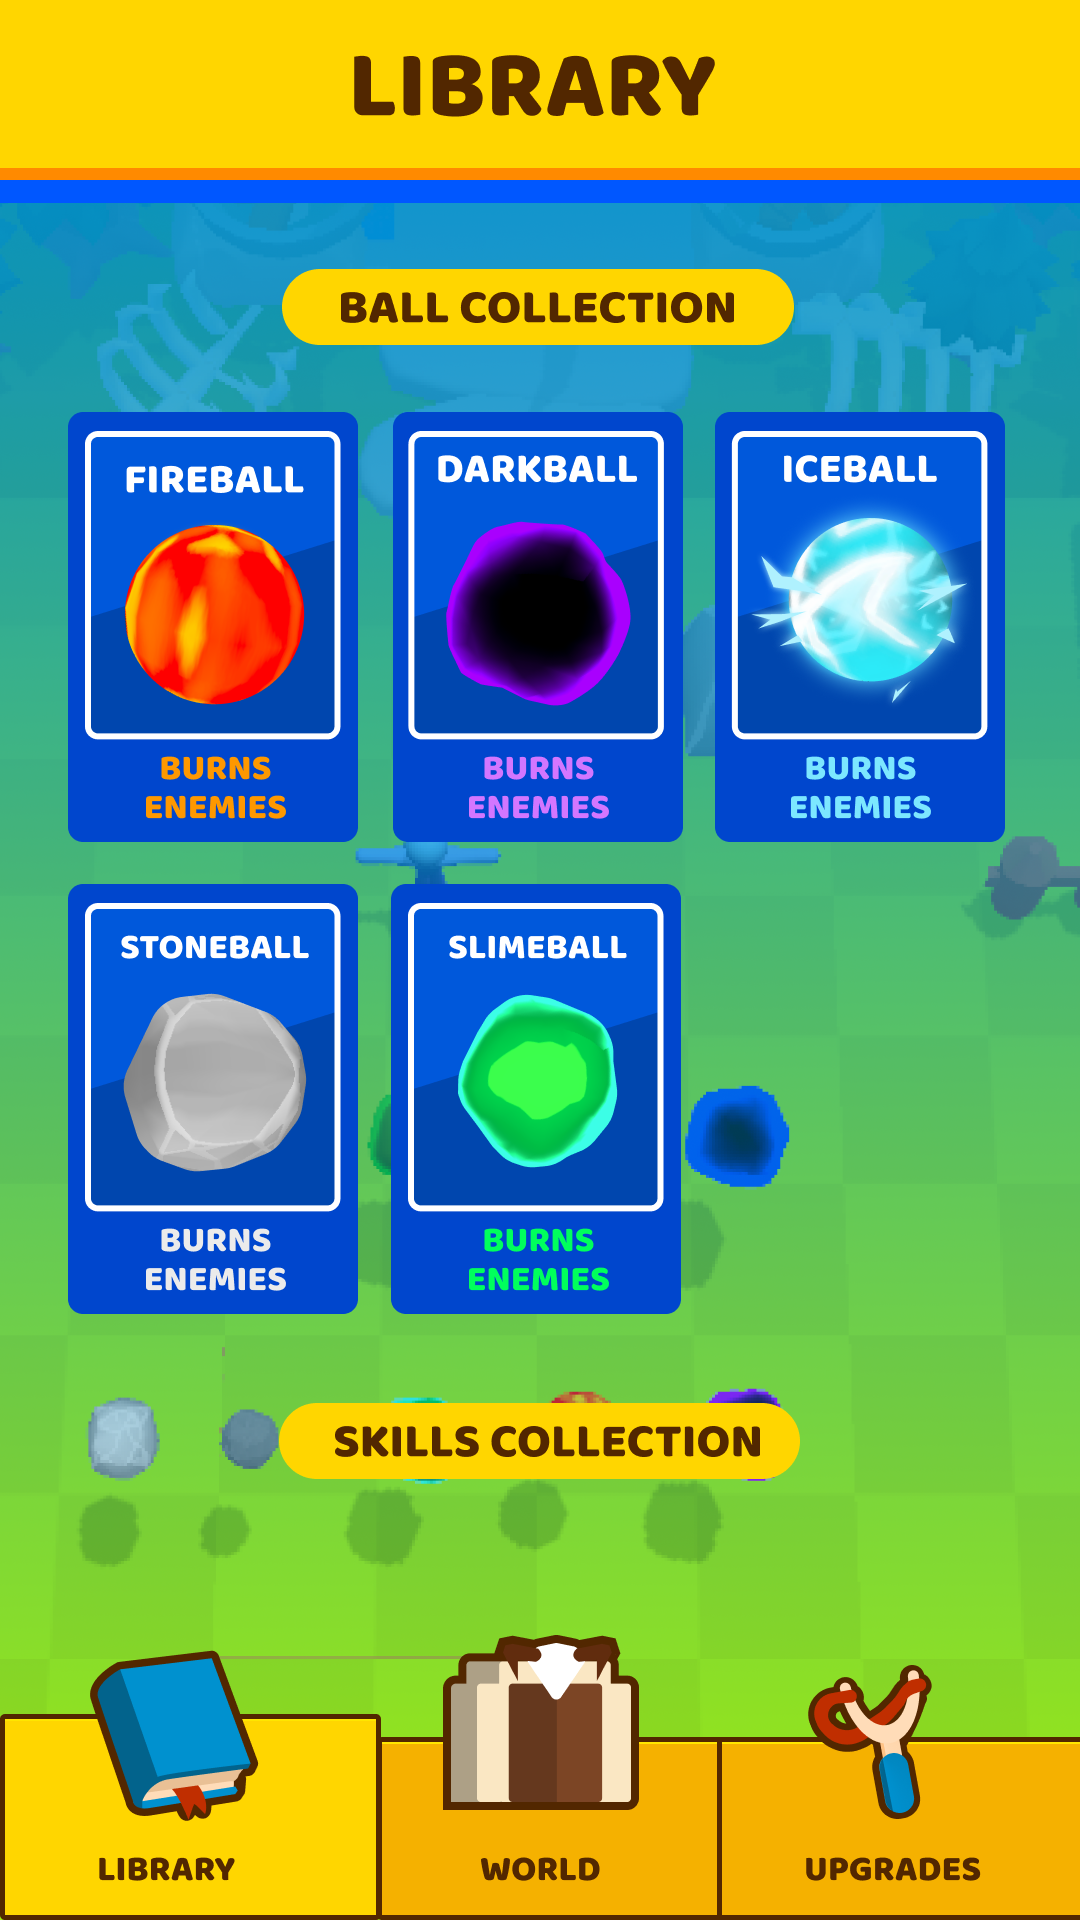 LIBRARY
BALL COLLECTION
FIREBALL
DARKBALL
ICEBALL
BURNS
ENEMIES
BURNS
ENEMIES
BURNS
ENEMIES
STONEBALL
SLIMEBALL
BURNS
ENEMIES
BURNS
ENEMIES
SKILLS COLLECTION
LIBRARY
WORLD
UPGRADES